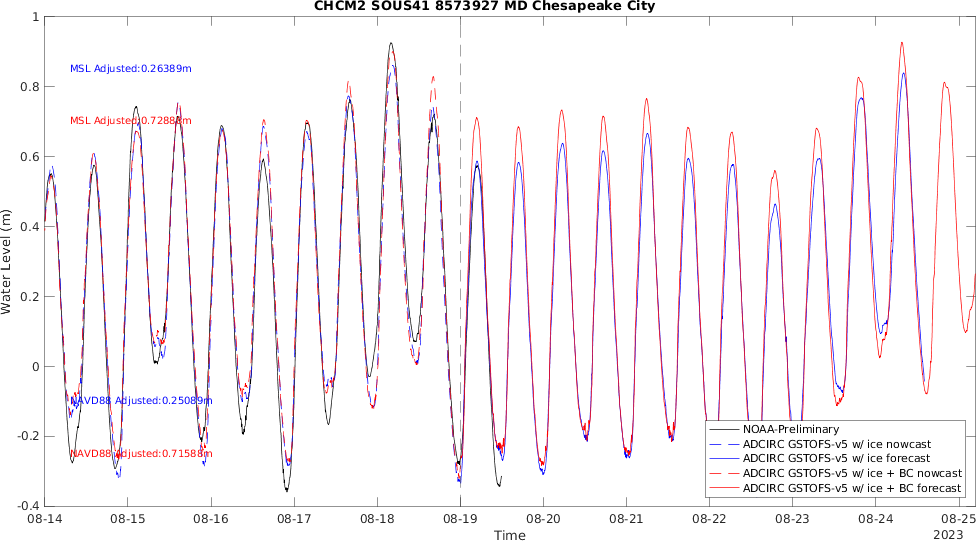 CHCM2 SOUS41 8573927 MD Chesapeake City
1
0.8
0.6
0.4
0.2
0
-0.2
-0.4
Water Level (m)
MSL Adjusted:0.26389m
MSL Adjusted:0.72888m
NAVD88 Adjusted:0.25089m
NAVD88 Adjusted:0.71588m
NOAA-Preliminary
ADCIRC GSTOFS-v5 w/ ice nowcast
ADCIRC GSTOFS-v5 w/ ice forecast
ADCIRC GSTOFS-v5 w/ ice + BC nowcast
ADCIRC GSTOFS-v5 w/ ice + BC forecast
08-14 08-15 08-16 08-17 08-18 08-19 08-20 08-21 08-22 08-23 08-24 08-25
Time
2023